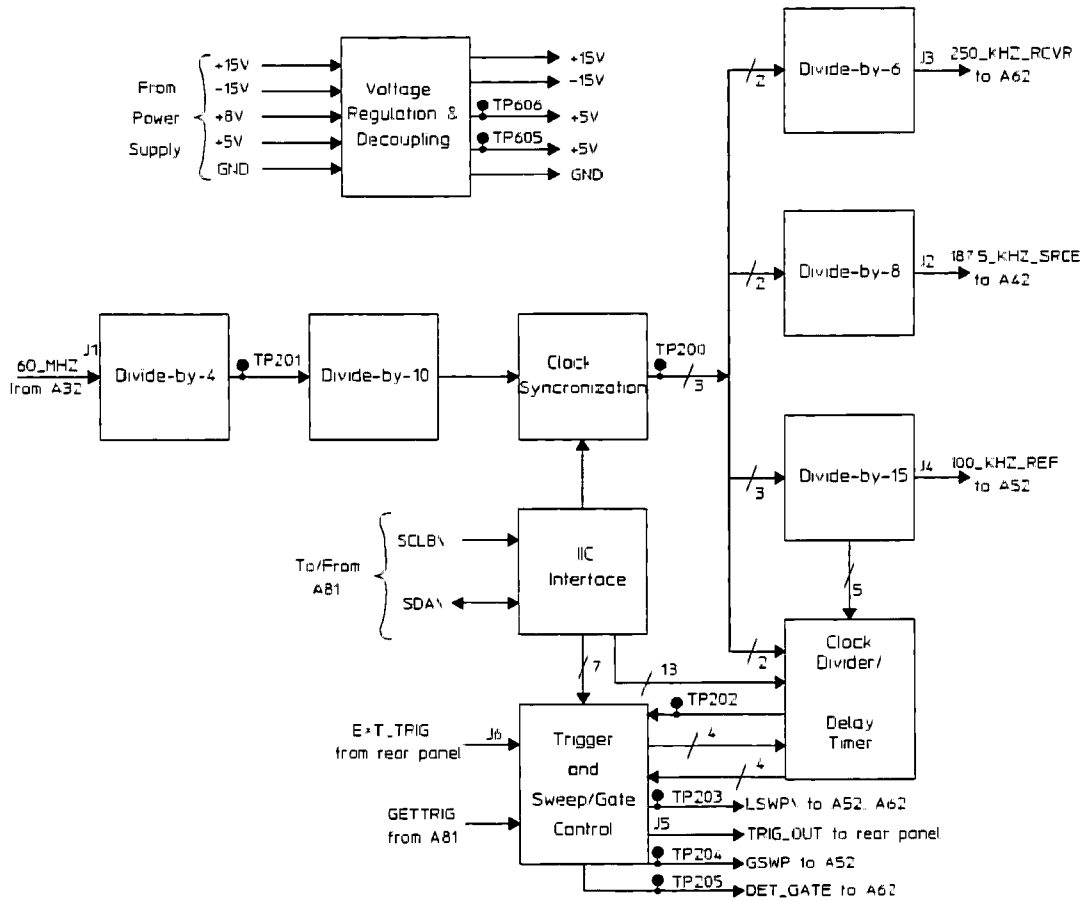 From
Power
Supply
+15V
-15V
+8V
+5V
GND
Voltage
Regulation &
Decoupling
+15V
-15V
TP606
+5V
TP605
+5V
GND
2
Divide-by-6
J3
250_KHZ_RCVR
to A62
2
Divide-by-8
J2
187.5_KHZ_SRCE
to A42
J1
60_MHZ
from A32
Divide-by-4
TP201
Divide-by-10
Clock
Syncronization
TP200
3
3
Divide-by-15
J4
100_KHZ_REF
to A52
5
To/From
A81
SCLB\
SDA\
IIC
Interface
7
13
2
Clock
Divider/
Delay
Timer
TP202
4
4
EXT_TRIG
from rear panel
J6
GETTRIG
from A81
Trigger
and
Sweep/Gate
Control
TP203
LSWP\ to A52, A62
J5
TRIG_OUT to rear panel
TP204
GSWP to A52
TP205
DET_GATE to A62